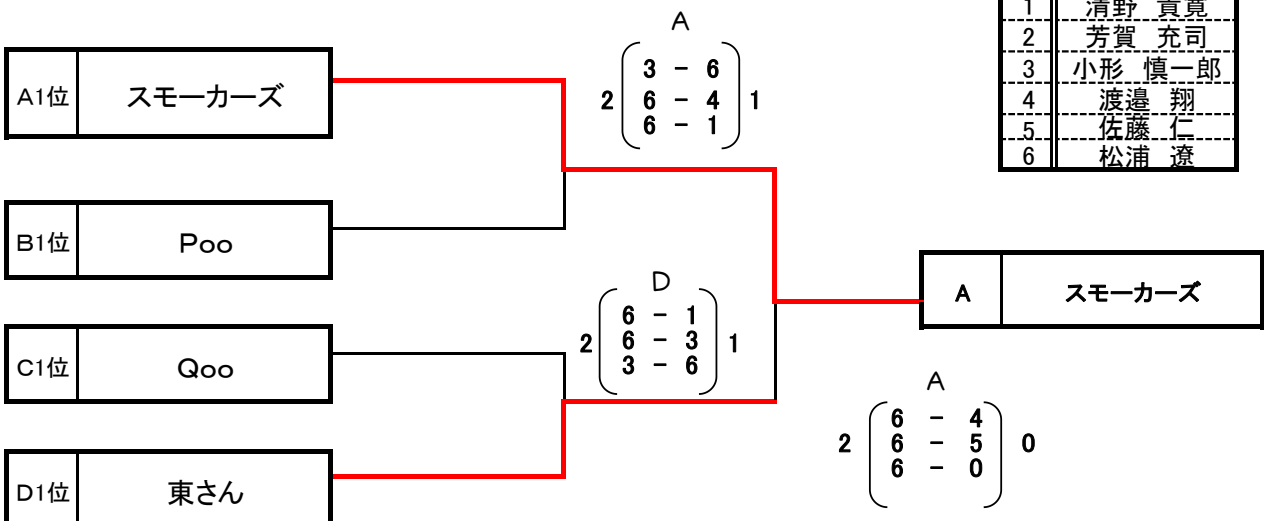 1 清野 貴寛
2 芳賀 充司
3 小形 慎一郎
4 渡邉 翔
5 佐藤 仁
6 松浦 遼
A
3 － 6
2 6 － 4 1
6 － 1
A1位 スモーカーズ
B1位 Poo
D
6 － 1
2 6 － 3 1
3 － 6
C1位 Qoo
D1位 東さん
A スモーカーズ
A
6 － 4
2 6 － 5 0
6 － 0